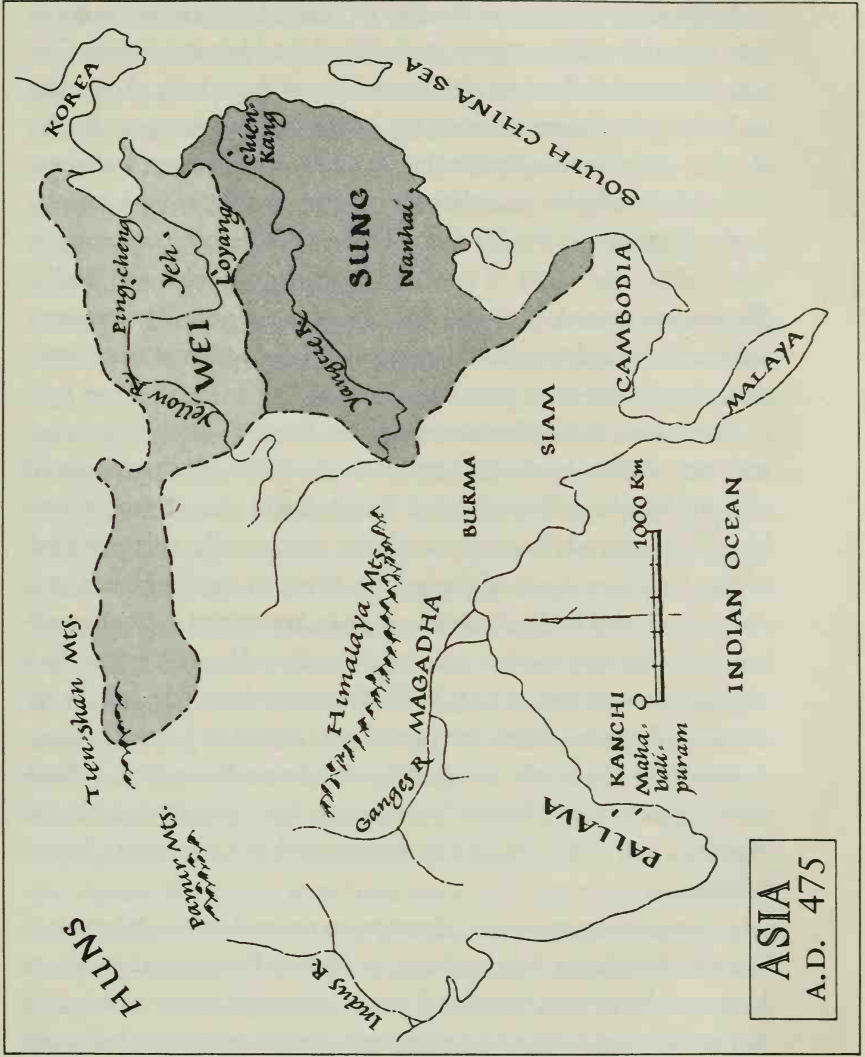 HUNS
Pamir Mts.
Tien-shan Mts.
Indus R.
Ganges R.
Himalaya Mts.
MAGADHA
PALLAVA
KANCHI
Maha
bali-
puram
BURMA
SIAM
CAMBODIA
MALAYA
INDIAN OCEAN
SOUTH CHINA SEA
KOREA
WEI
Yellow R.
Ping-cheng
Yeh
Loyang
SUNG
Yangtze R.
Chien-
Kang
Nanhai
0
1000 Km
ASIA
A.D. 475